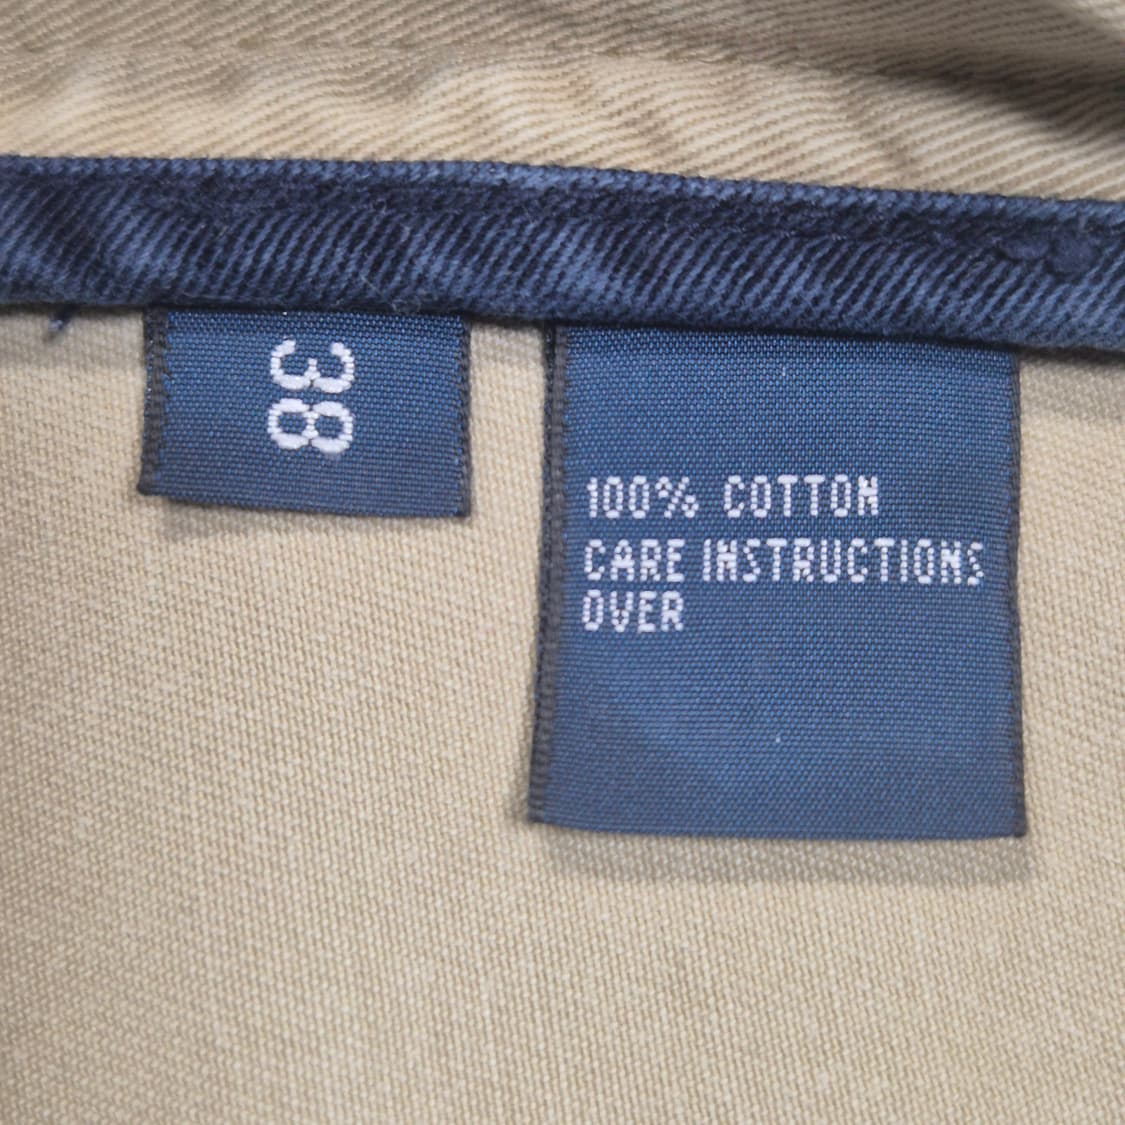 38
100% COTTON
CARE INSTRUCTIONS
OVER